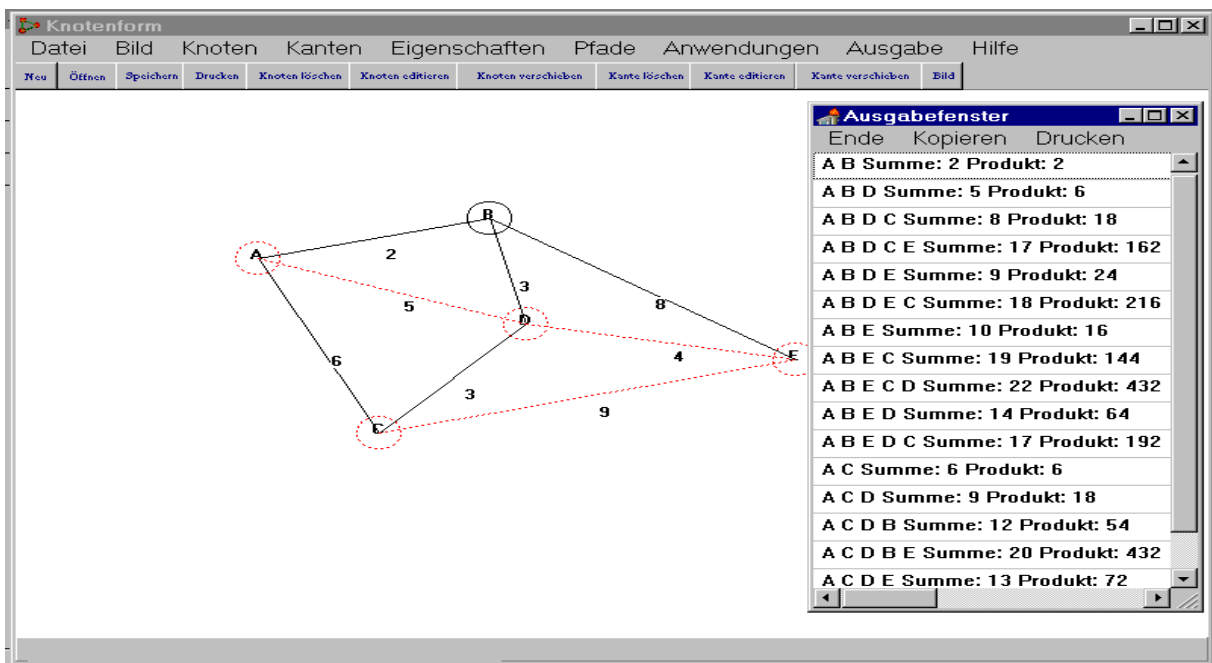 Knotenform
Datei Bild Knoten Kanten Eigenschaften Pfade Anwendungen Ausgabe Hilfe
Neu Öffnen Speichern Drucken Knoten löschen Knoten editieren Knoten verschieben Kante löschen Kante editieren Kante verschieben Bild
B
A
2
3
5
D
8
6
4
E
3
9
C
Ausgabefenster
Ende Kopieren Drucken
A B Summe: 2 Produkt: 2
A B D Summe: 5 Produkt: 6
A B D C Summe: 8 Produkt: 18
A B D C E Summe: 17 Produkt: 162
A B D E Summe: 9 Produkt: 24
A B D E C Summe: 18 Produkt: 216
A B E Summe: 10 Produkt: 16
A B E C Summe: 19 Produkt: 144
A B E C D Summe: 22 Produkt: 432
A B E D Summe: 14 Produkt: 64
A B E D C Summe: 17 Produkt: 192
A C Summe: 6 Produkt: 6
A C D Summe: 9 Produkt: 18
A C D B Summe: 12 Produkt: 54
A C D B E Summe: 20 Produkt: 432
A C D E Summe: 13 Produkt: 72